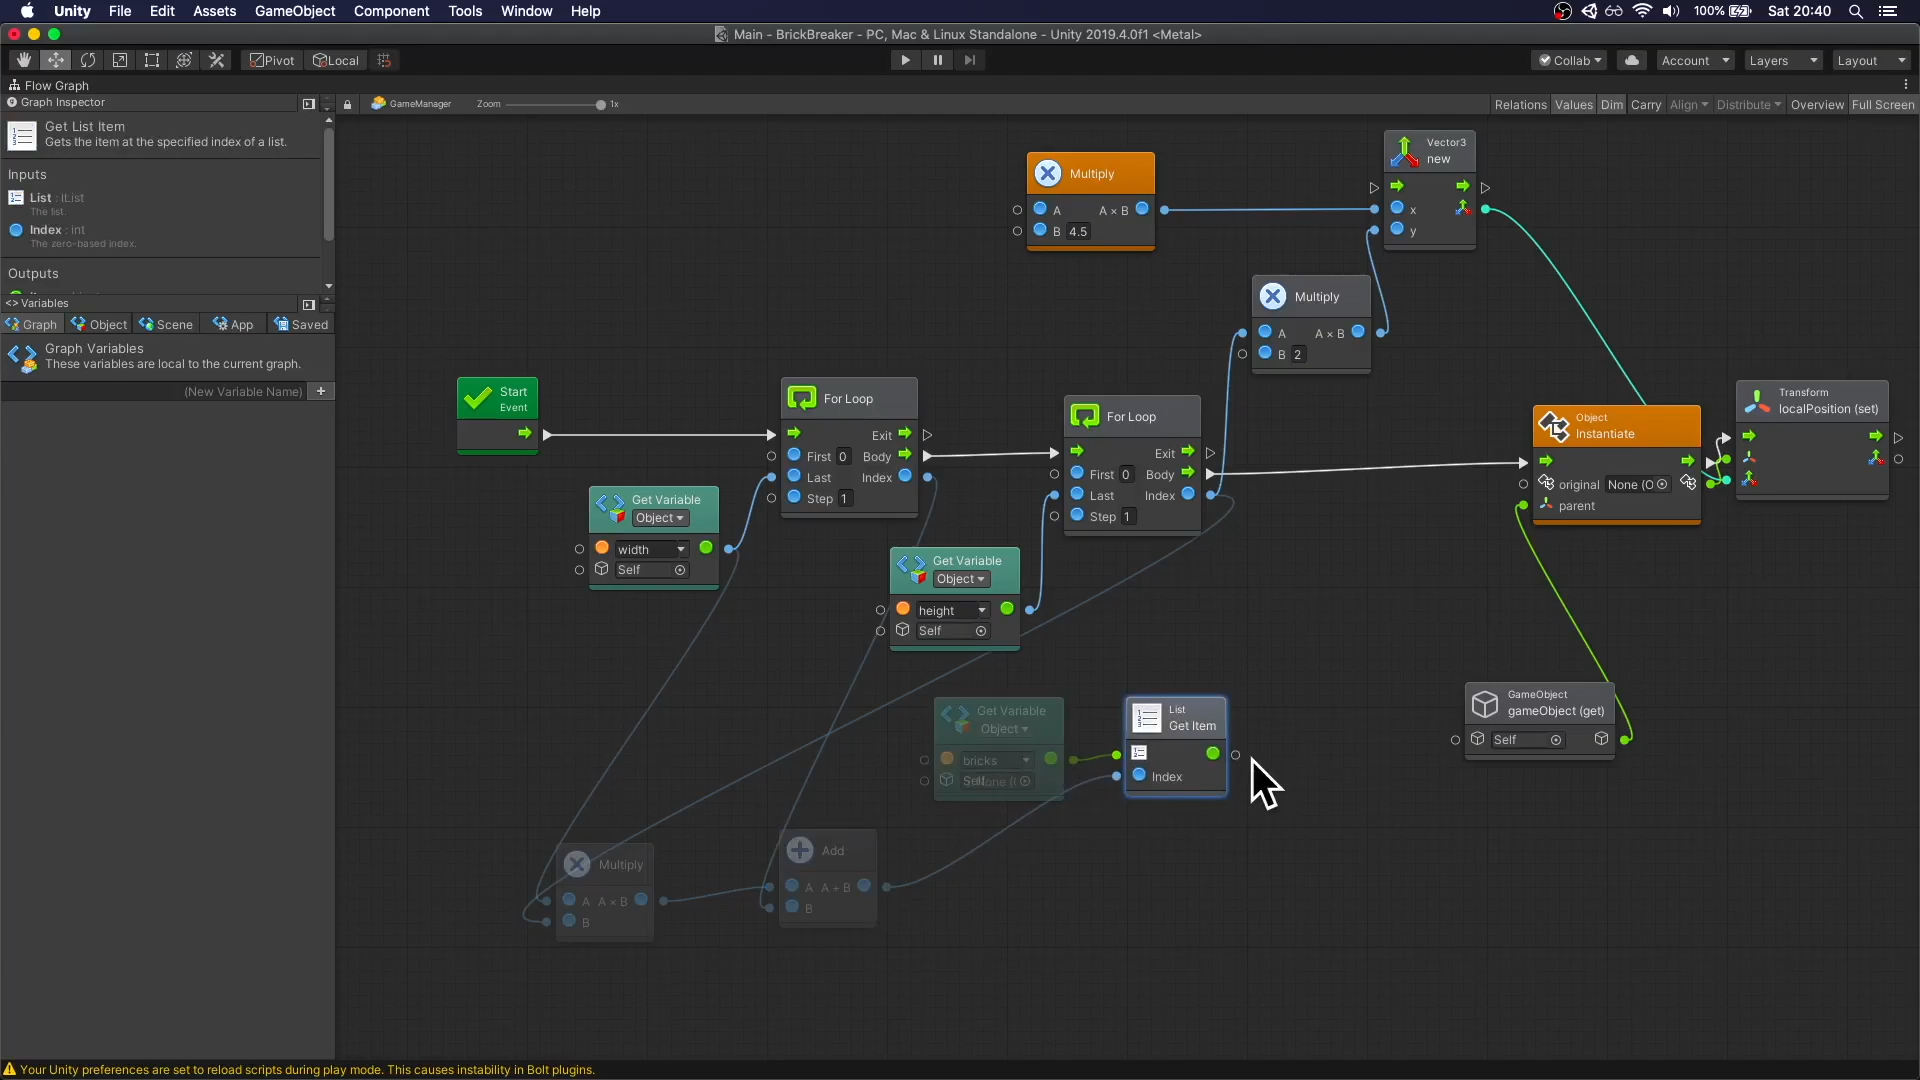 Unity File Edit Assets GameObject Component Tools Window Help 100% Sat 20:40
Main - BrickBreaker - PC, Mac & Linux Standalone - Unity 2019.4.0f1 <Metal>
Pivot Local Collab Account Layers Layout
Flow Graph
Graph Inspector
GameManager Zoom 1x Relations Values Dim Carry Align Distribute Overview Full Screen
Get List Item
Gets the item at the specified index of a list.
Inputs
List : IList
The list.
Index : int
The zero-based index.
Outputs
<> Variables
Graph Object Scene App Saved
Graph Variables
These variables are local to the current graph.
(New Variable Name) +
Multiply
A A × B
B 4.5
Vector3
new
x
y
Multiply
A A × B
B 2
Start
Event
For Loop
Exit
First 0 Body
Last Index
Step 1
For Loop
Exit
First 0 Body
Last Index
Step 1
Get Variable
Object
width
Self
Get Variable
Object
height
Self
Object
Instantiate
original None (O
parent
Transform
localPosition (set)
Get Variable
Object
bricks
List
Get Item
Index
GameObject
gameObject (get)
Self
Multiply
A A × B
B
Add
A A + B
B
Your Unity preferences are set to reload scripts during play mode. This causes instability in Bolt plugins.